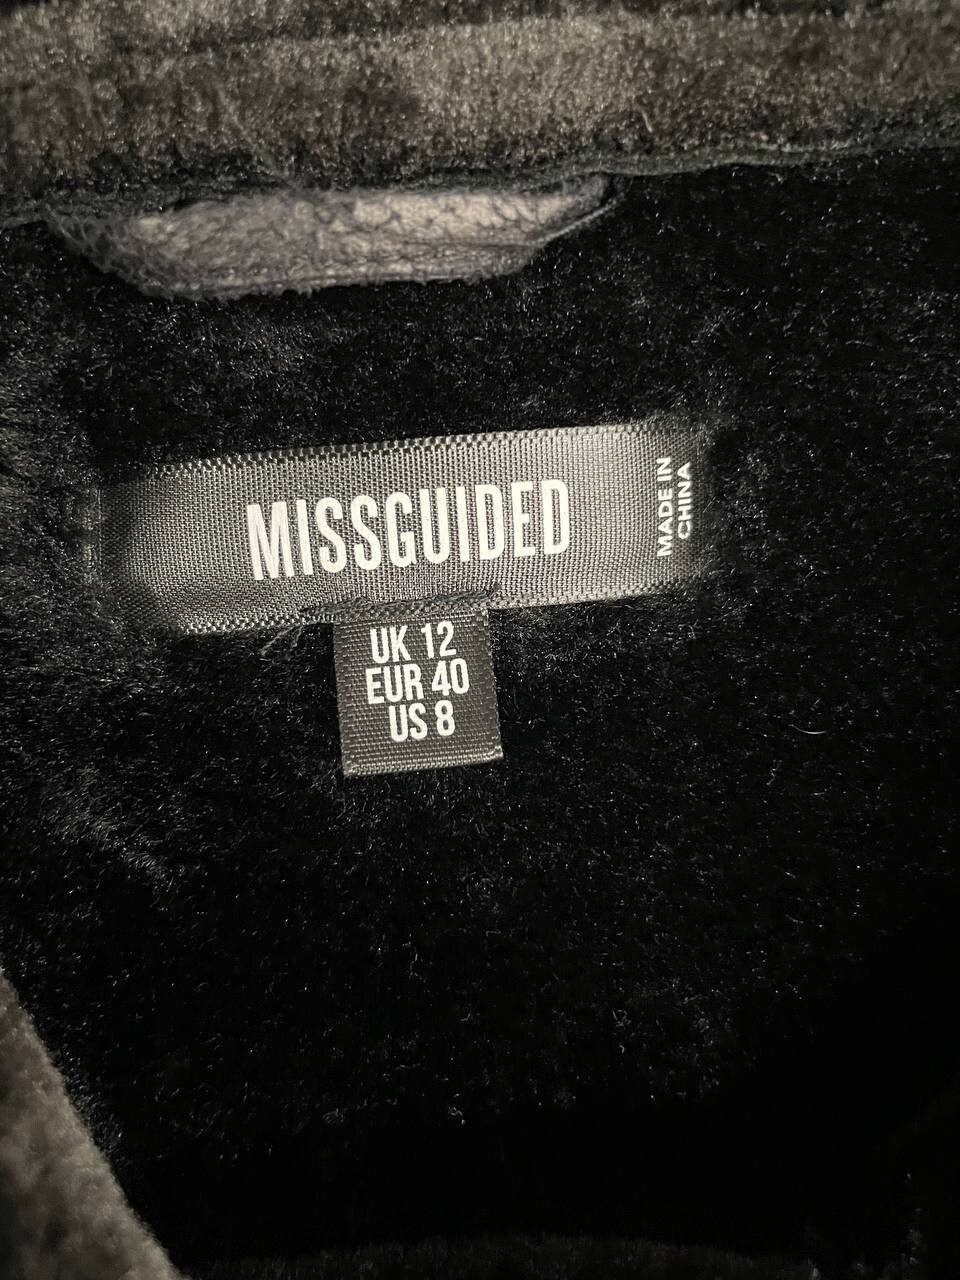 MISSGUIDED
MADE IN
CHINA
UK 12
EUR 40
US 8